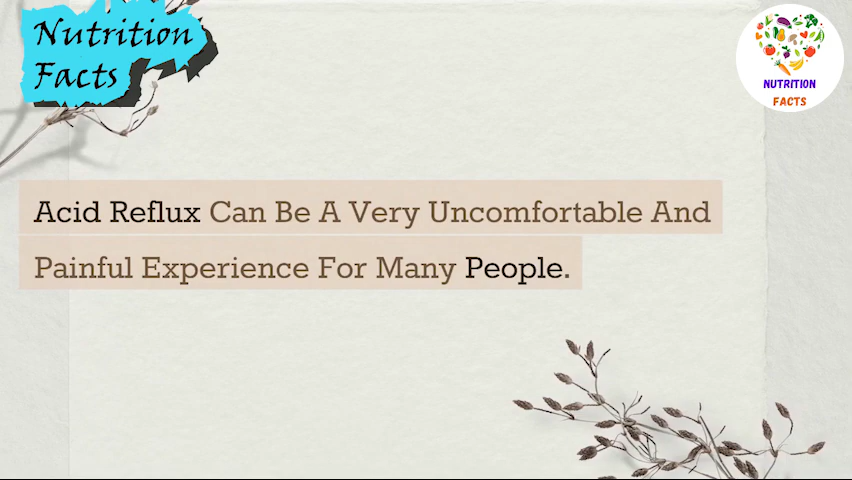 Nutrition
Facts
NUTRITION
FACTS
Acid Reflux Can Be A Very Uncomfortable And
Painful Experience For Many People.